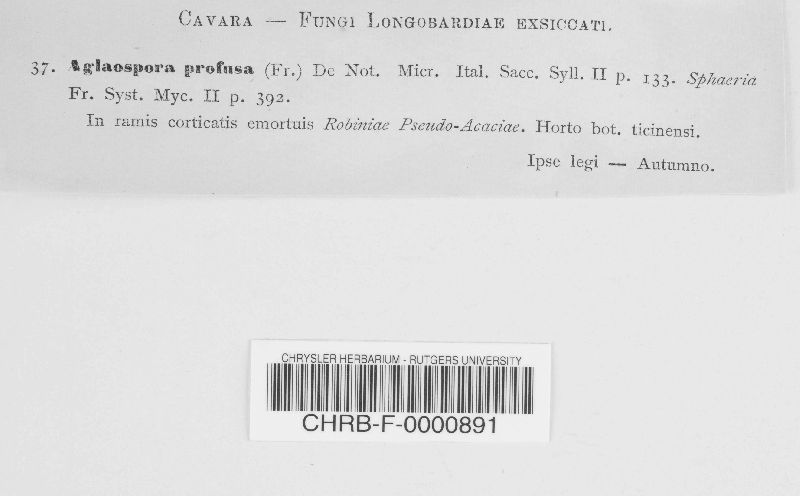 CAVARA — FUNGI LONGOBARDIAE EXSICCATI.
37. Aglaospora profusa (Fr.) De Not. Micr. Ital. Sacc. Syll. II p. 133. Sphaeria
Fr. Syst. Myc. II p. 392.
In ramis corticatis emortuis Robiniae Pseudo-Acaciae. Horto bot. ticinensi.
Ipse legi — Autumno.
CHRYSLER HERBARIUM - RUTGERS UNIVERSITY
CHRB-F-0000891